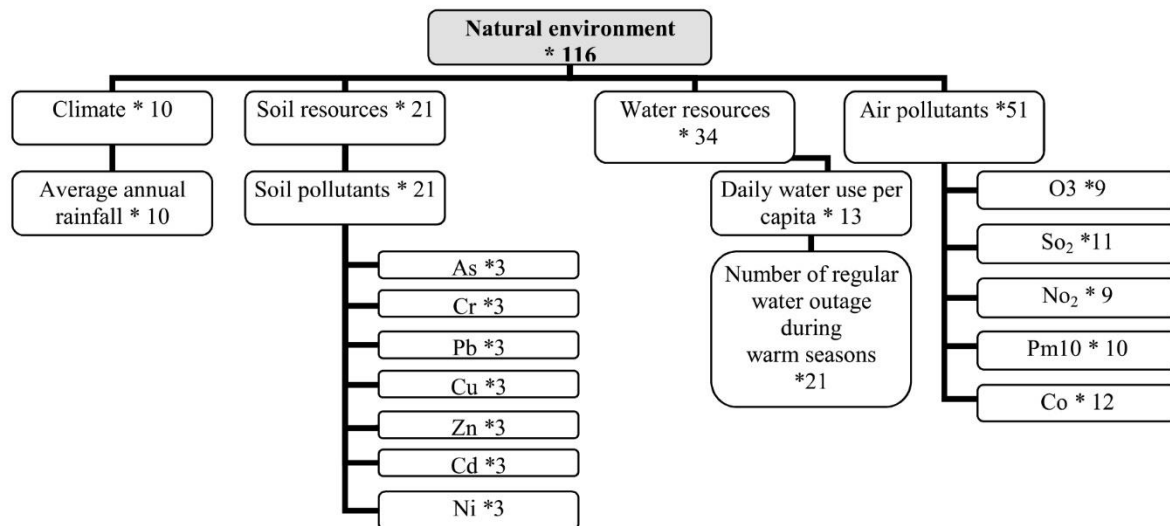 Natural environment
* 116
Climate * 10
Soil resources * 21
Water resources
* 34
Air pollutants *51
Average annual
rainfall * 10
Soil pollutants * 21
Daily water use per
capita * 13
O3 *9
So₂ *11
No₂ * 9
Pm10 * 10
Co * 12
Number of regular
water outage
during
warm seasons
*21
As *3
Cr *3
Pb *3
Cu *3
Zn *3
Cd *3
Ni *3